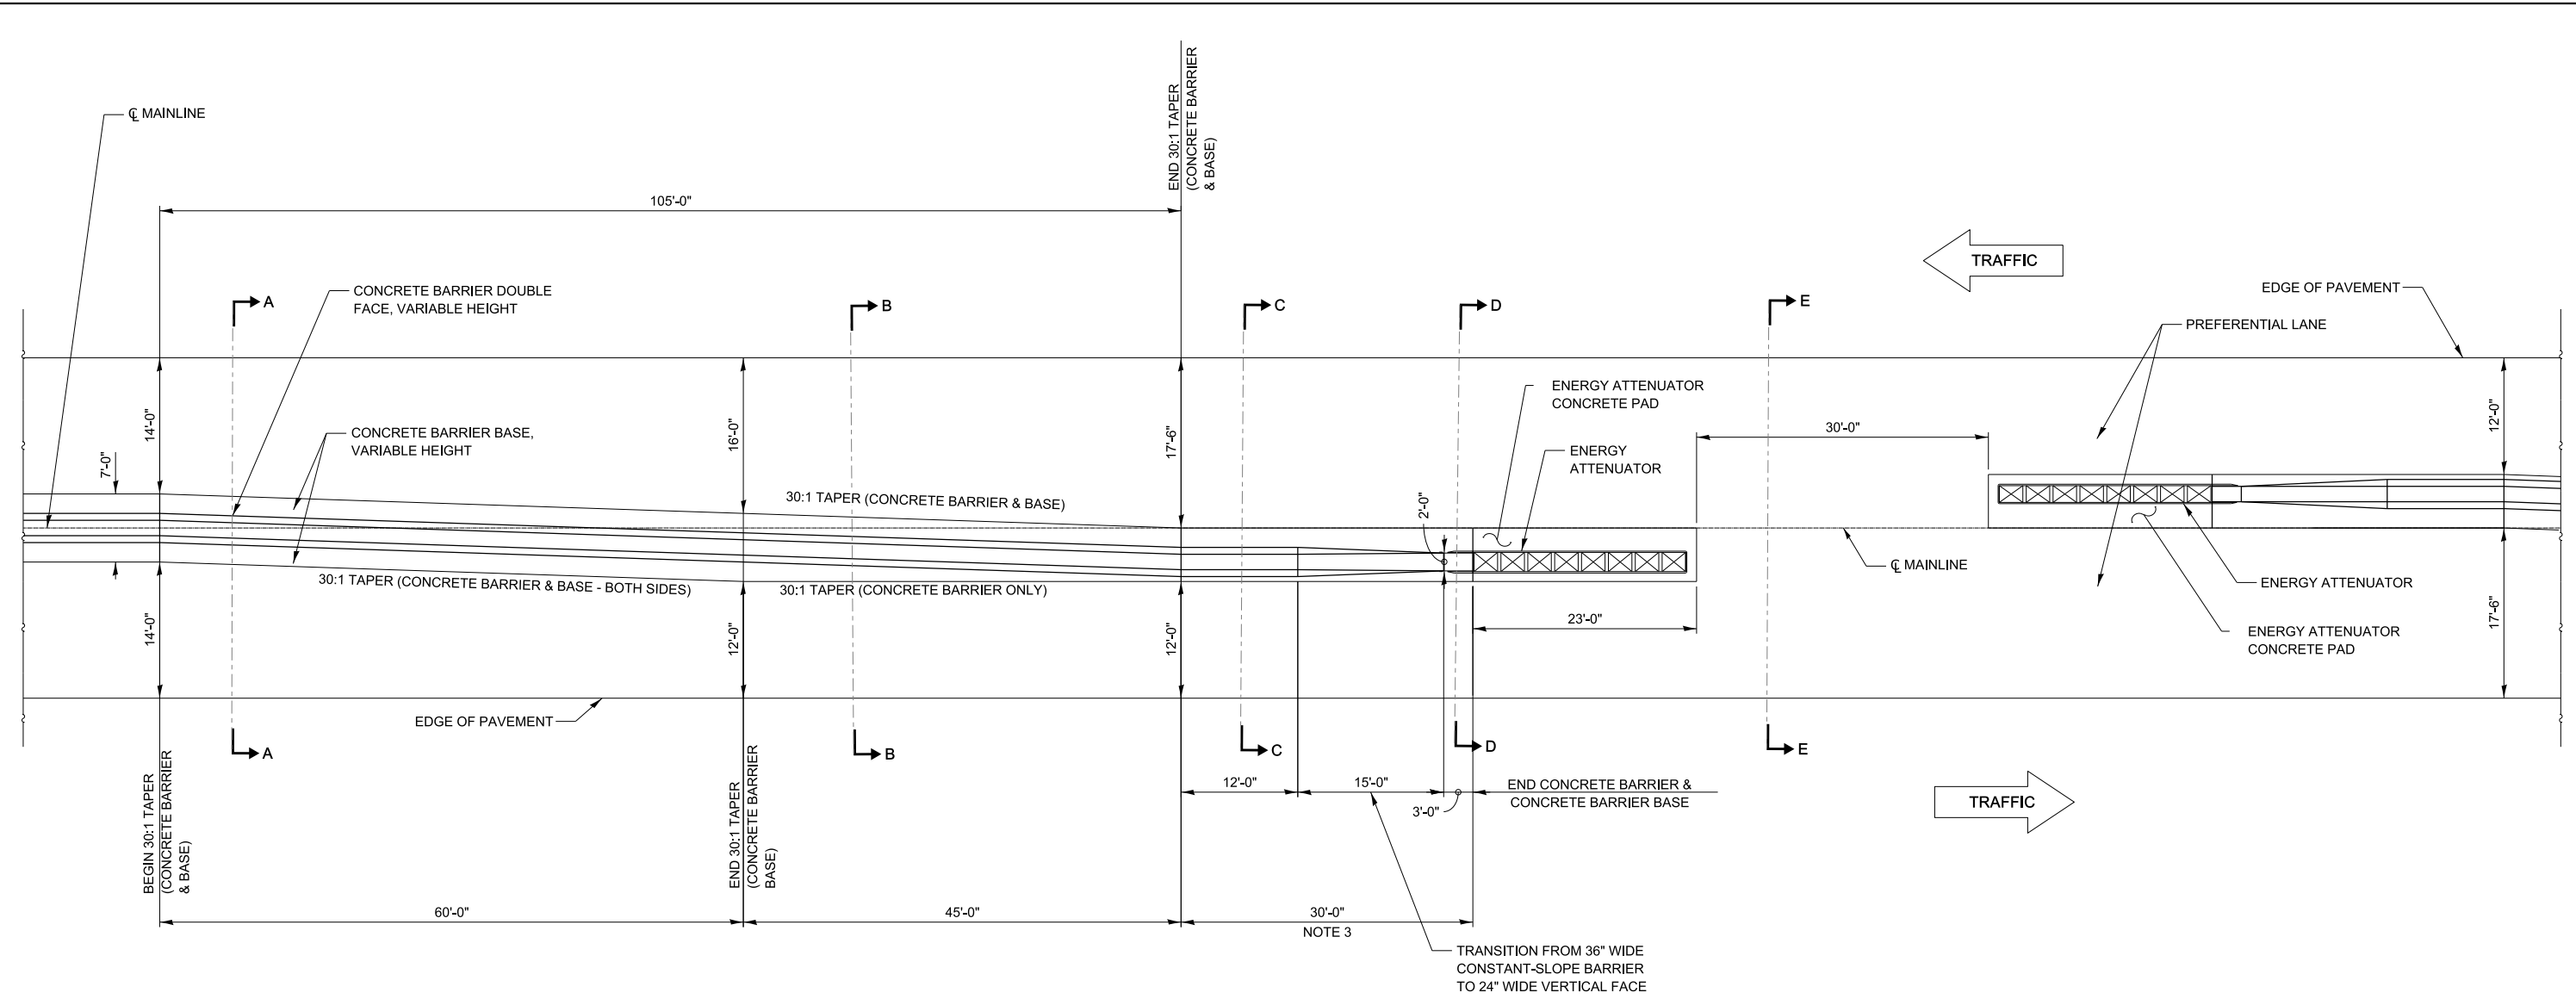 ℄ MAINLINE
END 30:1 TAPER
(CONCRETE BARRIER
& BASE)
105'-0"
TRAFFIC
A
CONCRETE BARRIER DOUBLE
FACE, VARIABLE HEIGHT
B
C
D
E
EDGE OF PAVEMENT
PREFERENTIAL LANE
ENERGY ATTENUATOR
CONCRETE PAD
14'-0"
16'-0"
17'-6"
12'-0"
CONCRETE BARRIER BASE,
VARIABLE HEIGHT
7'-0"
ENERGY
ATTENUATOR
30'-0"
30:1 TAPER (CONCRETE BARRIER & BASE)
2'-0"
30:1 TAPER (CONCRETE BARRIER & BASE - BOTH SIDES)
30:1 TAPER (CONCRETE BARRIER ONLY)
℄ MAINLINE
ENERGY ATTENUATOR
23'-0"
14'-0"
12'-0"
12'-0"
17'-6"
ENERGY ATTENUATOR
CONCRETE PAD
EDGE OF PAVEMENT
A
B
C
D
E
BEGIN 30:1 TAPER
(CONCRETE BARRIER
& BASE)
END 30:1 TAPER
(CONCRETE BARRIER
BASE)
12'-0"
15'-0"
3'-0"
END CONCRETE BARRIER &
CONCRETE BARRIER BASE
TRAFFIC
60'-0"
45'-0"
30'-0"
NOTE 3
TRANSITION FROM 36" WIDE
CONSTANT-SLOPE BARRIER
TO 24" WIDE VERTICAL FACE